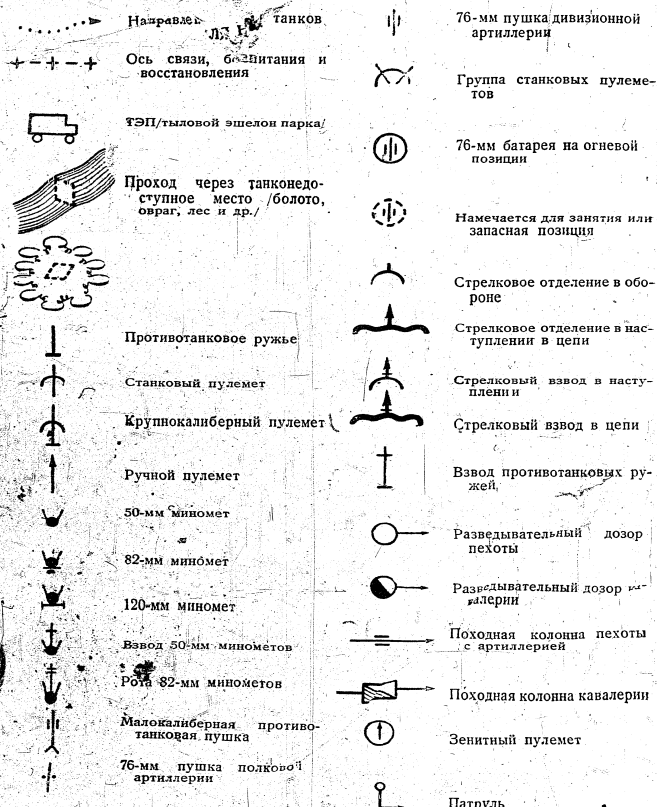 танков
Ось связи, и
восстановления
ТЭП/тыловой эшелон парка/
Проход через танконедо-
ступное место /болото,
овраг, лес и др./
Противотанковое ружье
Станковый пулемет
Крупнокалиберный пулемет
Ручной пулемет
50-мм миномет
82-мм миномет
120-мм миномет
Взвод 50-мм минометов
Рота 82-мм минометов
Малокалиберная противо-
танковая пушка
76-мм пушка полковой
артиллерии
76-мм пушка дивизионной
артиллерии
Группа станковых пулеме-
тов
76-мм батарея на огневой
позиции
Намечается для занятия или
запасная позиция
Стрелковое отделение в обо-
роне
Стрелковое отделение в нас-
туплении в цепи
Стрелковый взвод в насту-
плении
Стрелковый взвод в цепи
Взвод противотанковых ру-
жей,
Разведывательный дозор
пехоты
Разведывательный дозор ка-
валерии
Походная колонна пехоты
с артиллерией
Походная колонна кавалерии
Зенитный пулемет
Патруль